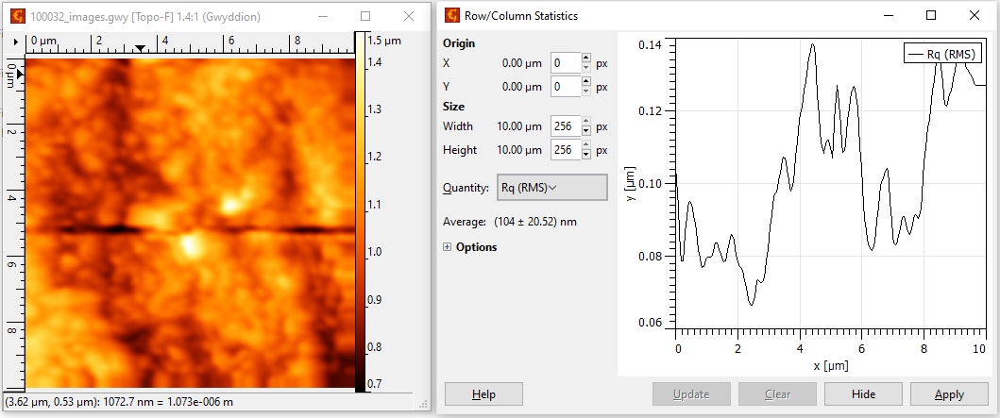 100032_images.gwy [Topo-F] 1.4:1 (Gwyddion)
0 µm 2 4 6 8
0 µm
2
4
6
8
1.5 µm
1.4
1.3
1.2
1.1
1.0
0.9
0.8
0.7
(3.62 µm, 0.53 µm): 1072.7 nm = 1.073e-006 m
Row/Column Statistics
Origin
X 0.00 µm 0 px
Y 0.00 µm 0 px
Size
Width 10.00 µm 256 px
Height 10.00 µm 256 px
Quantity: Rq (RMS)
Average: (104 ± 20.52) nm
Options
Rq (RMS)
0.14
0.12
0.10
0.08
0.06
y [µm]
0 2 4 6 8 10
x [µm]
Help Update Clear Hide Apply